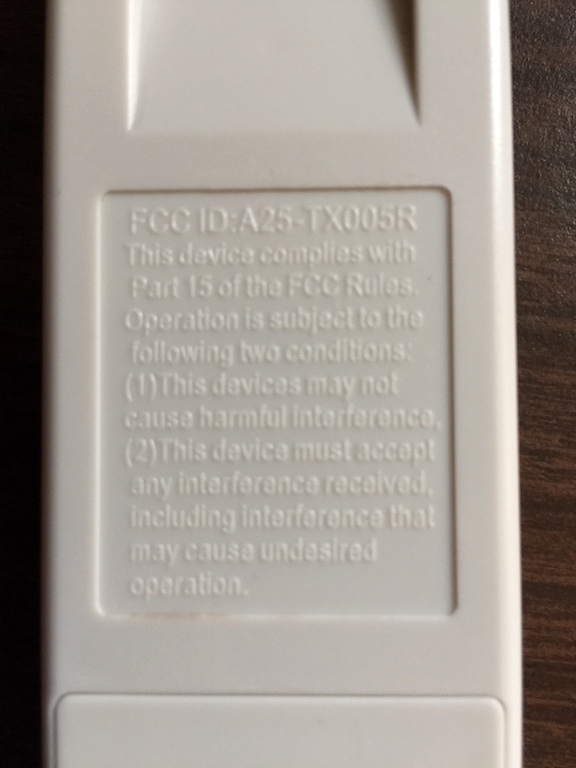 FCC ID:A25-TX005R
This device complies with
Part 15 of the FCC Rules.
Operation is subject to the
following two conditions:
(1)This devices may not
cause harmful interference,
(2)This device must accept
any interference received,
including interference that
may cause undesired
operation.